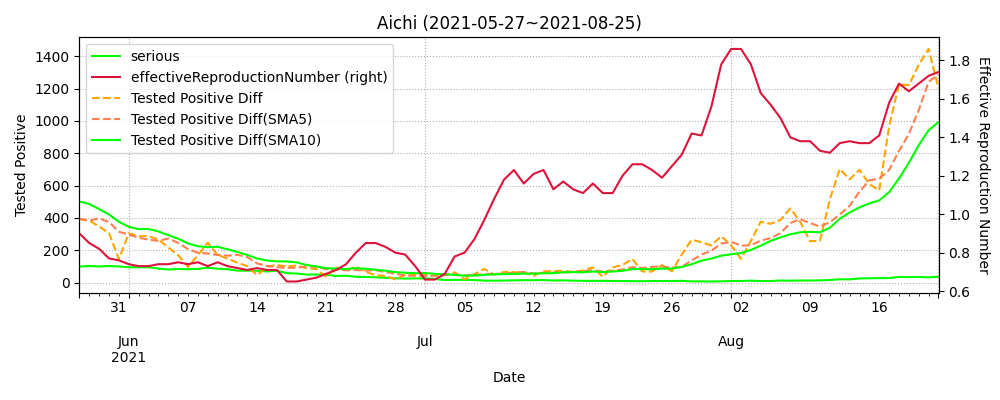 Aichi (2021-05-27~2021-08-25)
serious
effectiveReproductionNumber (right)
Tested Positive Diff
Tested Positive Diff(SMA5)
Tested Positive Diff(SMA10)
Tested Positive
1400
1200
1000
800
600
400
200
0
Effective Reproduction Number
1.8
1.6
1.4
1.2
1.0
0.8
0.6
31 07 14 21 28 05 12 19 26 02 09 16
Jun Jul Aug
2021
Date